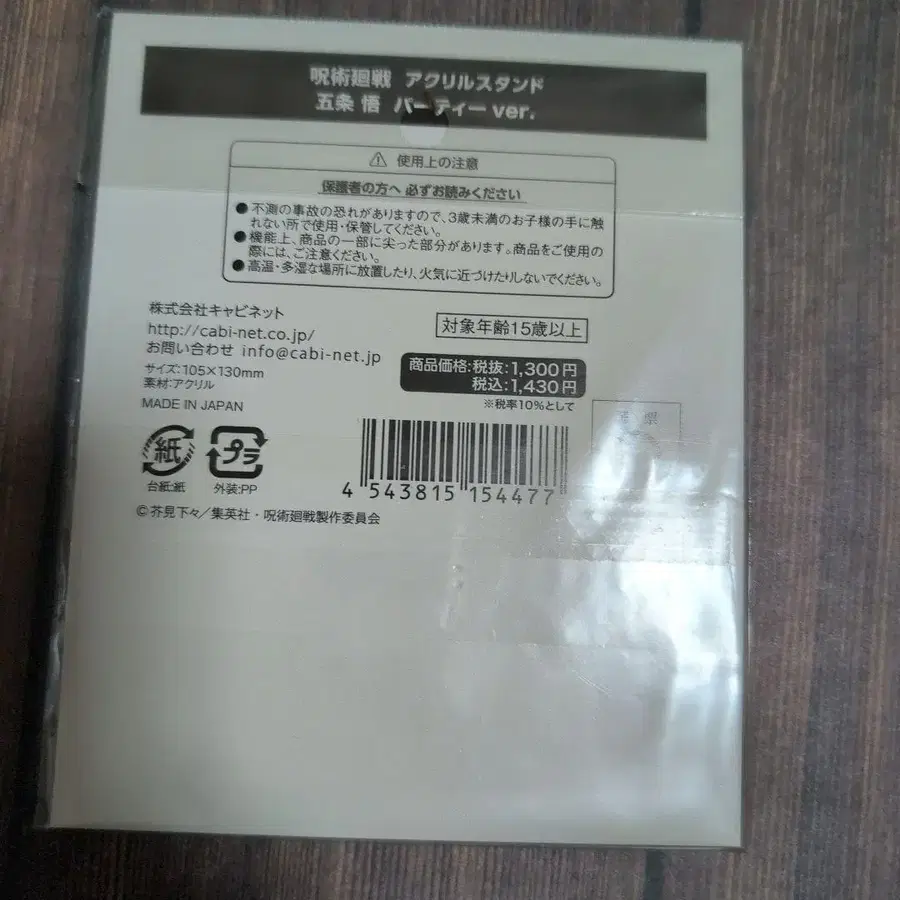 呪術廻戦 アクリルスタンド
五条 悟 パーティーver.
⚠ 使用上の注意
保護者の方へ 必ずお読みください
●不測の事故の恐れがありますので、3歳未満のお子様の手に触
れない所で使用・保管してください。
●機能上、商品の一部に尖った部分があります。商品をご使用の
際には、ご注意ください。
●高温・多湿な場所に放置したり、火気に近づけたりしないでください。
株式会社キャビネット
http://cabi-net.co.jp/
お問い合わせ info@cabi-net.jp
サイズ:105×130mm
素材:アクリル
MADE IN JAPAN
対象年齢15歳以上
商品価格:税抜:1,300円
税込:1,430円
※税率10%として
紙
台紙:紙
プラ
外装:PP
4 543815 154477
©芥見下々/集英社・呪術廻戦製作委員会